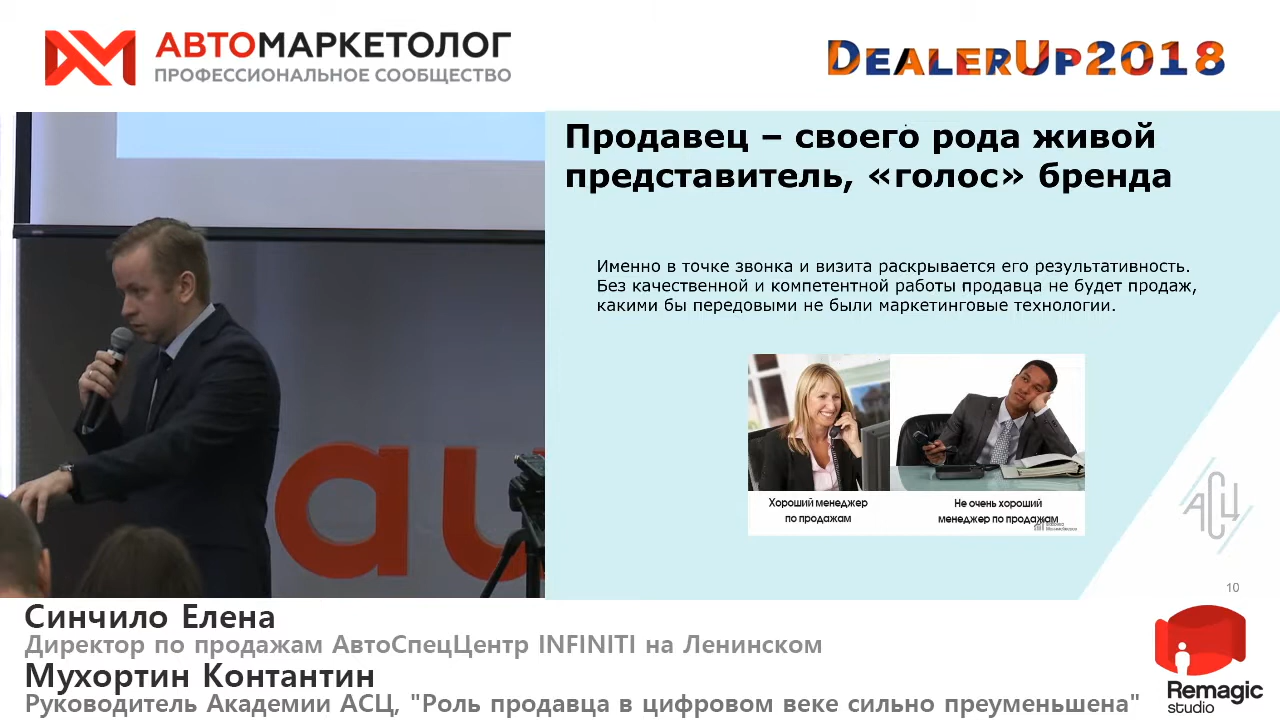 АВТОМАРКЕТОЛОГ
ПРОФЕССИОНАЛЬНОЕ СООБЩЕСТВО
DEALERUP2018
Продавец – своего рода живой
представитель, «голос» бренда
Именно в точке звонка и визита раскрывается его результативность.
Без качественной и компетентной работы продавца не будет продаж,
какими бы передовыми не были маркетинговые технологии.
Хороший менеджер
по продажам
Не очень хороший
менеджер по продажам
АСЦ
10
au
Синчило Елена
Директор по продажам АвтоСпецЦентр INFINITI на Ленинском
Мухортин Контантин
Руководитель Академии АСЦ, "Роль продавца в цифровом веке сильно преуменьшена"
Remagic
studio